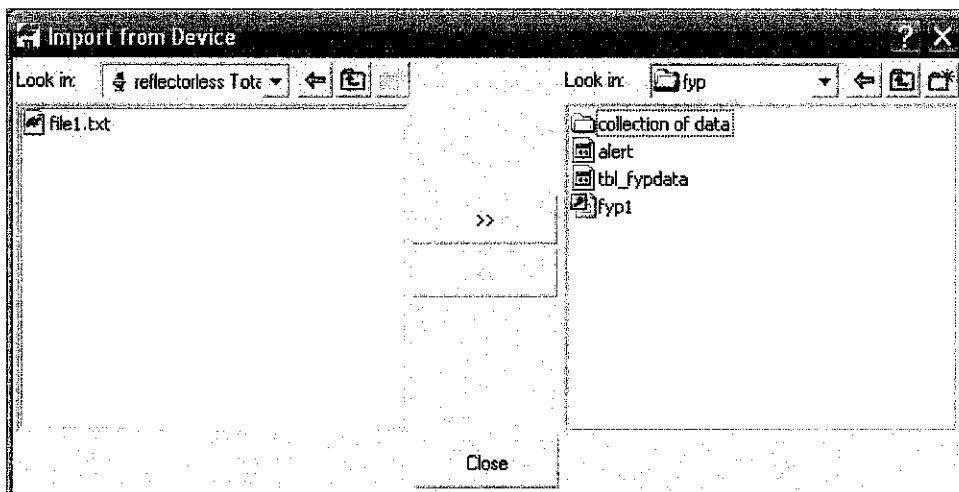 Import from Device
Look in: reflectorless Tota
file1.txt
>>
<<
Close
Look in: fyp
collection of data
alert
tbl_fypdata
fyp1